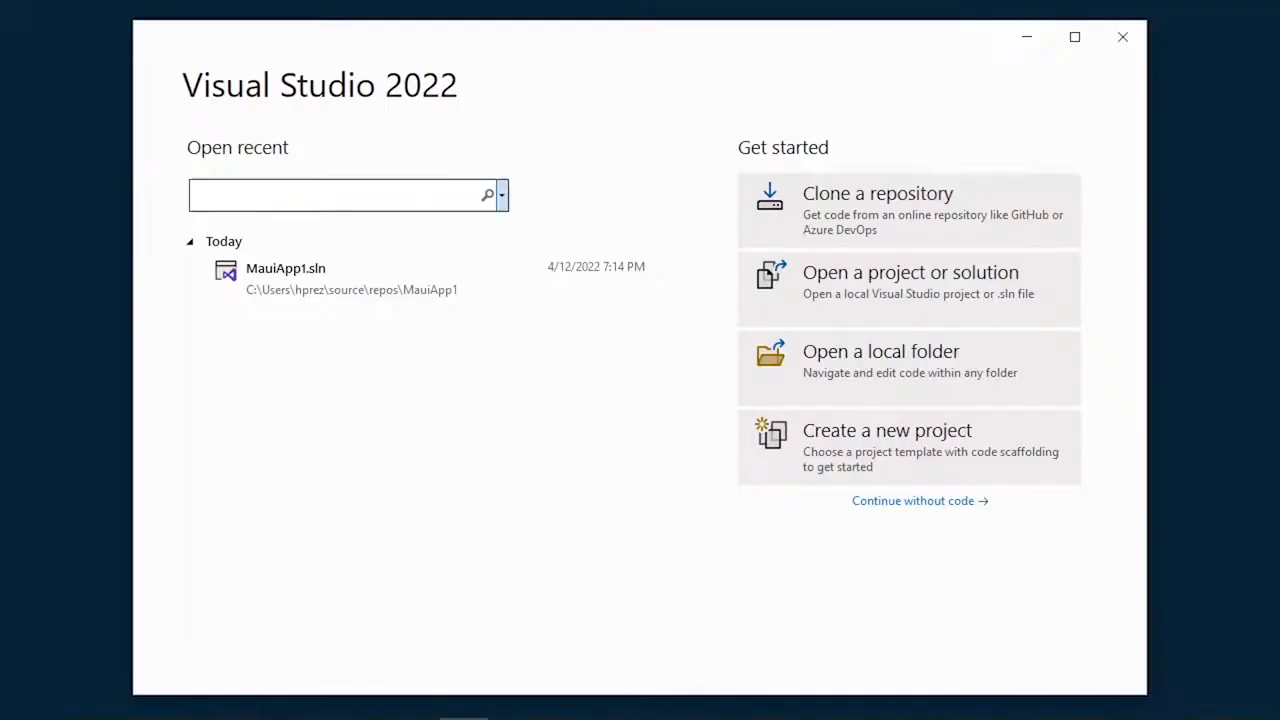 Visual Studio 2022
Open recent
Today
MauiApp1.sln
4/12/2022 7:14 PM
C:\Users\hprez\source\repos\MauiApp1
Get started
Clone a repository
Get code from an online repository like GitHub or
Azure DevOps
Open a project or solution
Open a local Visual Studio project or .sln file
Open a local folder
Navigate and edit code within any folder
Create a new project
Choose a project template with code scaffolding
to get started
Continue without code →